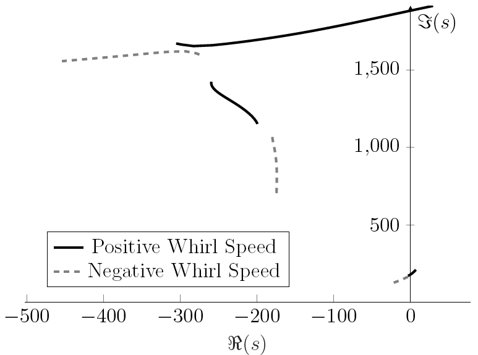 ℑ(s)
1,500
1,000
500
Positive Whirl Speed
Negative Whirl Speed
−500 −400 −300 −200 −100 0
ℜ(s)